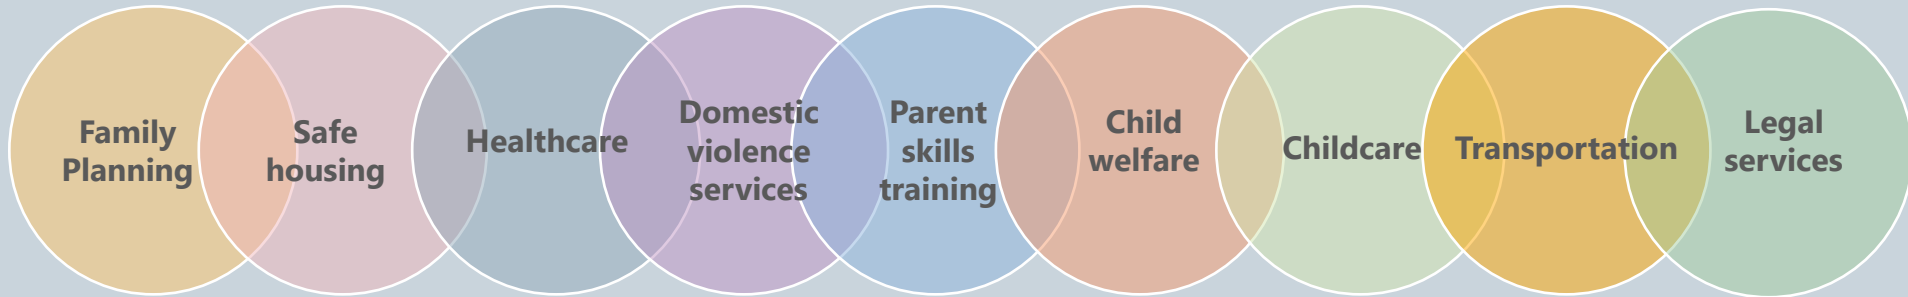 Family
Planning
Safe
housing
Healthcare
Domestic
violence
services
Parent
skills
training
Child
welfare
Childcare
Transportation
Legal
services